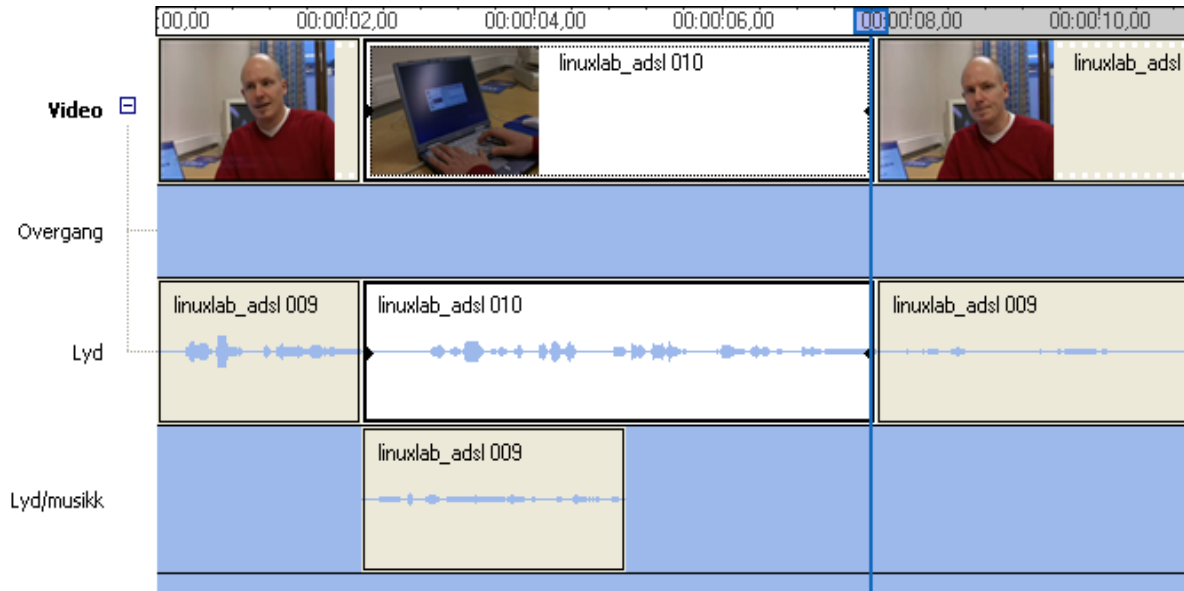 :00,00 00:00:02,00 00:00:04,00 00:00:06,00 00:00:08,00 00:00:10,00
linuxlab_adsl 010 linuxlab_adsl
Video
Overgang
linuxlab_adsl 009 linuxlab_adsl 010 linuxlab_adsl 009
Lyd
linuxlab_adsl 009
Lyd/musikk